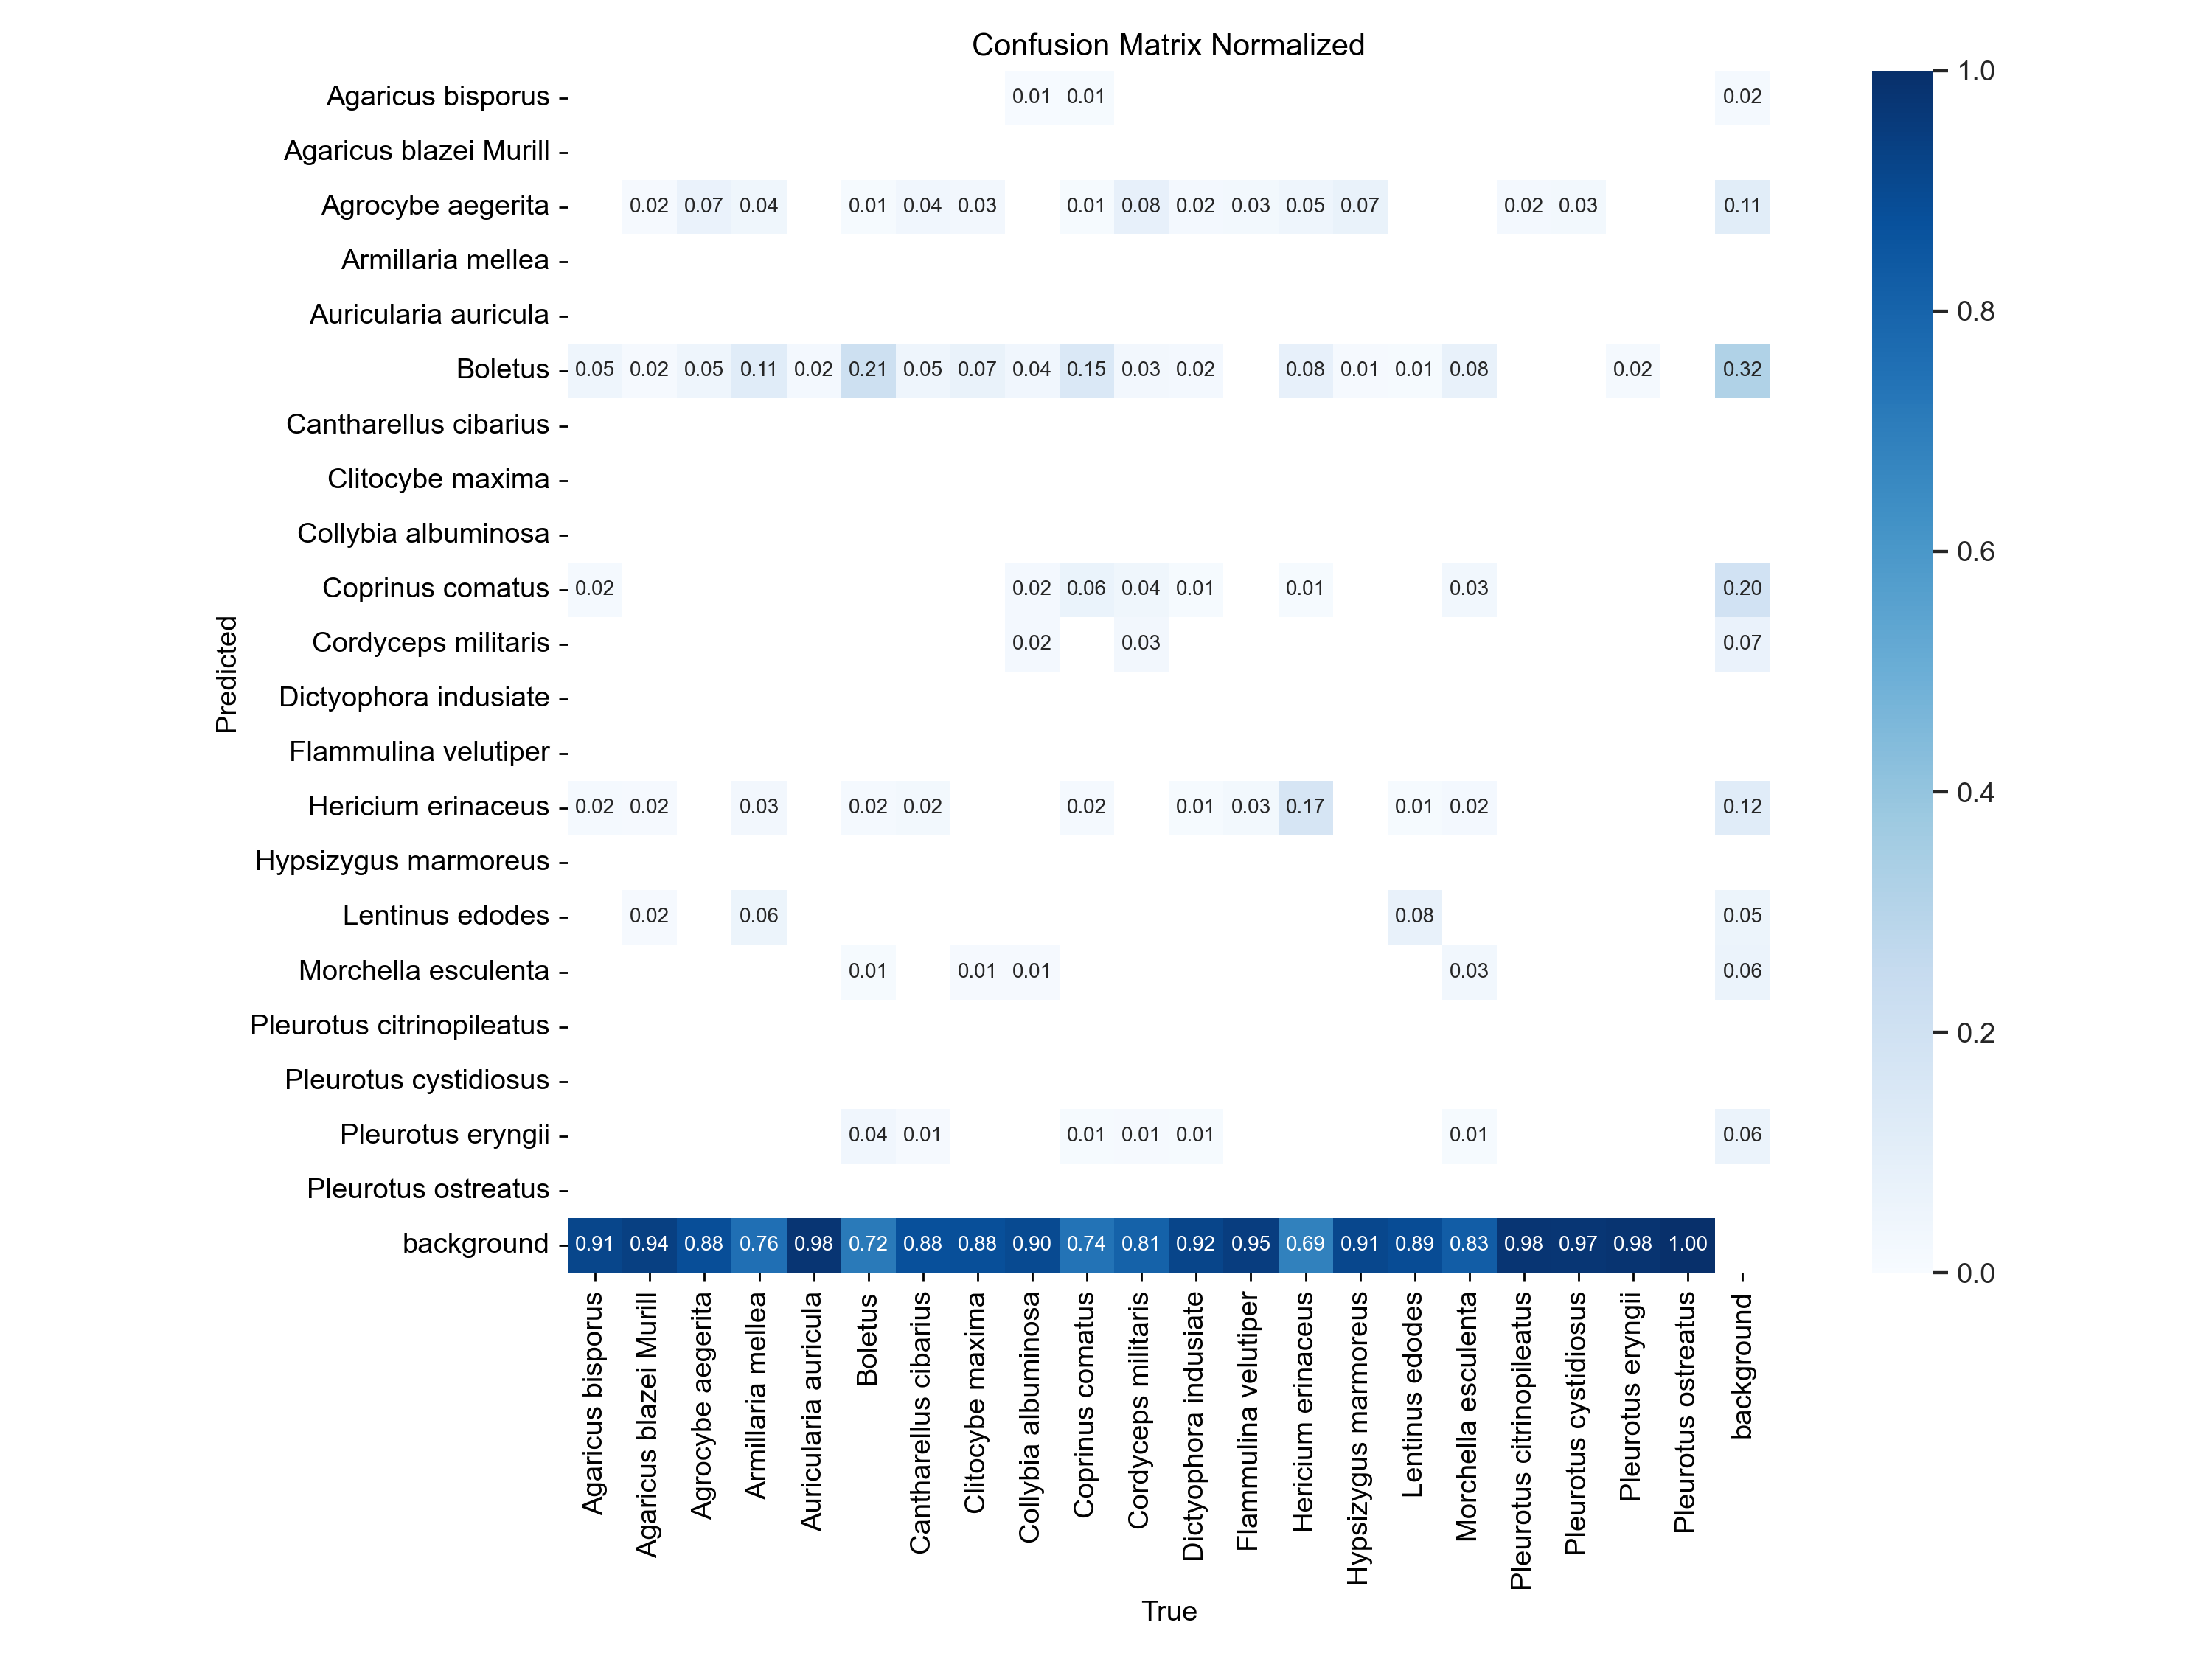 Confusion Matrix Normalized
Agaricus bisporus 0.01 0.01 0.02
Agaricus blazei Murill
Agrocybe aegerita 0.02 0.07 0.04 0.01 0.04 0.03 0.01 0.08 0.02 0.03 0.05 0.07 0.02 0.03 0.11
Armillaria mellea
Auricularia auricula
Boletus 0.05 0.02 0.05 0.11 0.02 0.21 0.05 0.07 0.04 0.15 0.03 0.02 0.08 0.01 0.01 0.08 0.02 0.32
Cantharellus cibarius
Clitocybe maxima
Collybia albuminosa
Coprinus comatus 0.02 0.02 0.06 0.04 0.01 0.01 0.03 0.20
Cordyceps militaris 0.02 0.03 0.07
Dictyophora indusiate
Flammulina velutiper
Hericium erinaceus 0.02 0.02 0.03 0.02 0.02 0.02 0.01 0.03 0.17 0.01 0.02 0.12
Hypsizygus marmoreus
Lentinus edodes 0.02 0.06 0.08 0.05
Morchella esculenta 0.01 0.01 0.01 0.03 0.06
Pleurotus citrinopileatus
Pleurotus cystidiosus
Pleurotus eryngii 0.04 0.01 0.01 0.01 0.01 0.01 0.06
Pleurotus ostreatus
background 0.91 0.94 0.88 0.76 0.98 0.72 0.88 0.88 0.90 0.74 0.81 0.92 0.95 0.69 0.91 0.89 0.83 0.98 0.97 0.98 1.00
Predicted
Agaricus bisporus
Agaricus blazei Murill
Agrocybe aegerita
Armillaria mellea
Auricularia auricula
Boletus
Cantharellus cibarius
Clitocybe maxima
Collybia albuminosa
Coprinus comatus
Cordyceps militaris
Dictyophora indusiate
Flammulina velutiper
Hericium erinaceus
Hypsizygus marmoreus
Lentinus edodes
Morchella esculenta
Pleurotus citrinopileatus
Pleurotus cystidiosus
Pleurotus eryngii
Pleurotus ostreatus
background
True
1.0
0.8
0.6
0.4
0.2
0.0